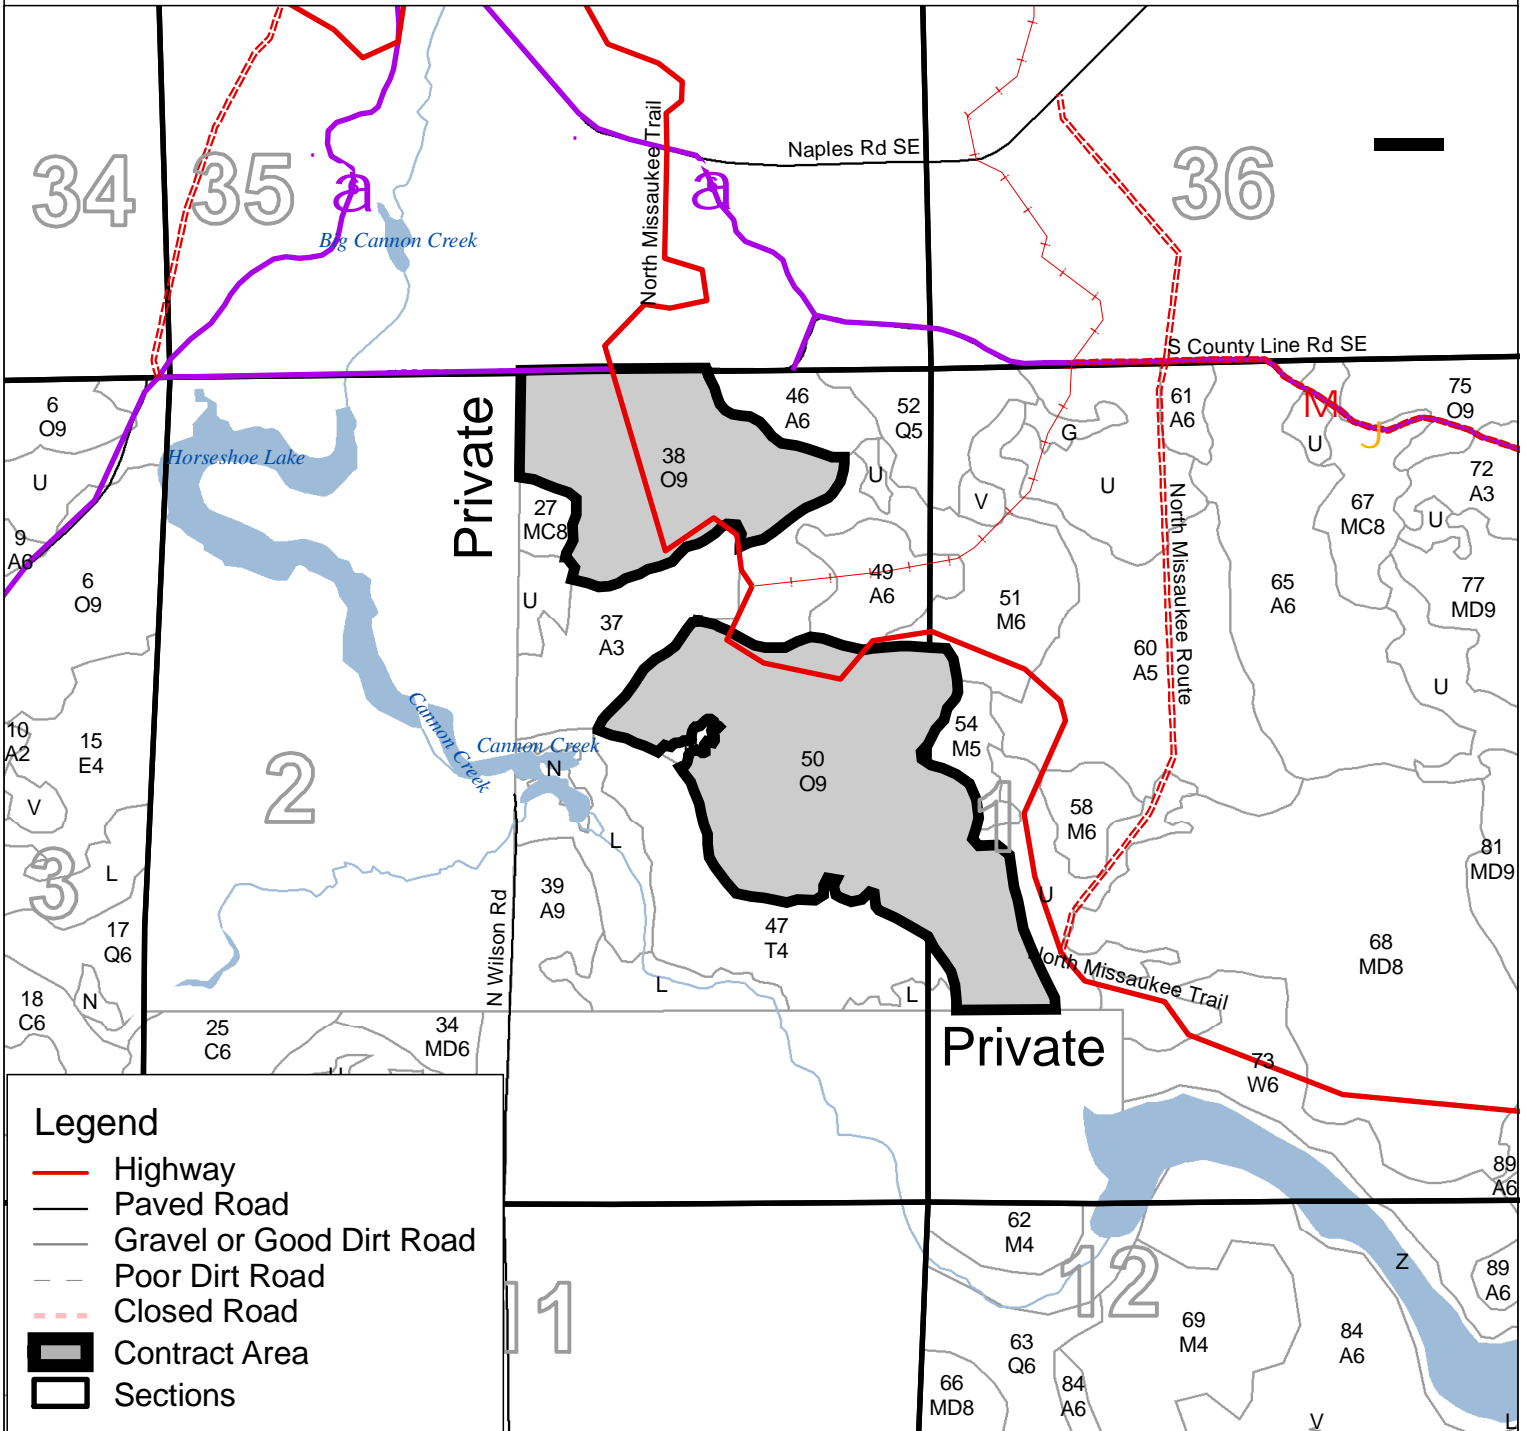 Naples Rd SE
North Missaukee Trail
34
35
a
a
36
Big Cannon Creek
S County Line Rd SE
6
O9
46
A6
52
Q5
61
A6
M
J
75
O9
Private
Horseshoe Lake
38
O9
G
U
U
U
V
U
72
A3
27
MC8
67
MC8
U
North Missaukee Route
9
A6
6
O9
U
49
A6
51
M6
65
A6
77
MD9
37
A3
60
A5
U
10
A2
15
E4
Cannon Creek
Cannon Creek
N
54
M5
50
O9
2
V
1
58
M6
L
3
L
81
MD9
39
A9
U
17
Q6
N Wilson Rd
47
T4
68
MD8
North Missaukee Trail
18
C6
N
L
L
25
C6
34
MD6
Private
U
73
W6
Legend
Highway
Paved Road
Gravel or Good Dirt Road
Poor Dirt Road
Closed Road
Contract Area
Sections
89
A6
62
M4
12
Z
11
89
A6
63
Q6
69
M4
84
A6
66
MD8
84
A6
V
L